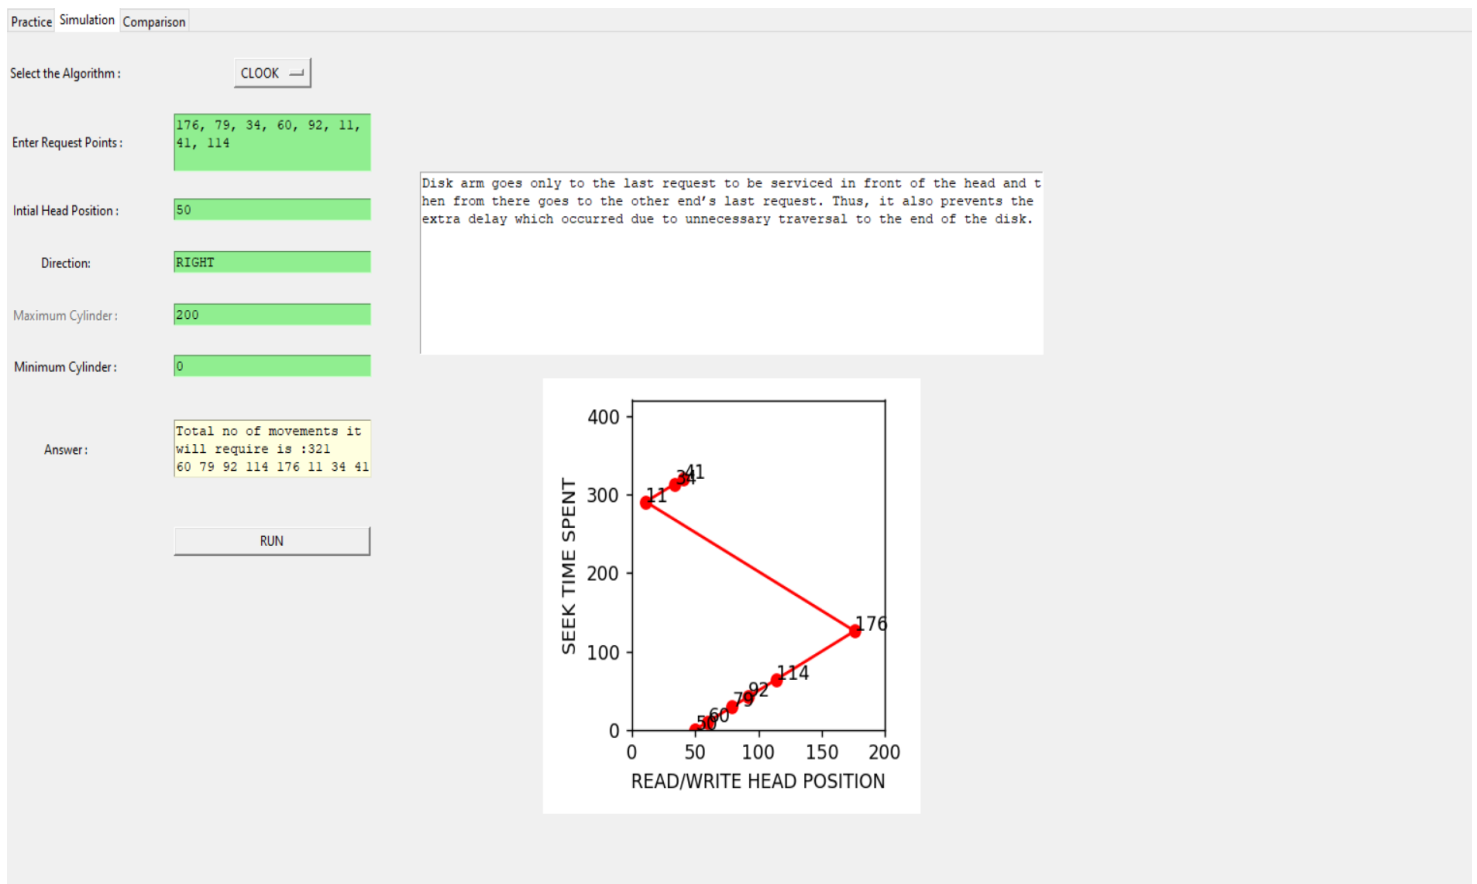 Practice Simulation Comparison
Select the Algorithm :
CLOOK
Enter Request Points :
176, 79, 34, 60, 92, 11,
41, 114
Intial Head Position :
50
Direction:
RIGHT
Maximum Cylinder :
200
Minimum Cylinder :
0
Answer :
Total no of movements it
will require is :321
60 79 92 114 176 11 34 41
RUN
Disk arm goes only to the last request to be serviced in front of the head and t
hen from there goes to the other end’s last request. Thus, it also prevents the
extra delay which occurred due to unnecessary traversal to the end of the disk.
SEEK TIME SPENT
400
300
200
100
0
41
34
11
176
114
92
79
60
50
0 50 100 150 200
READ/WRITE HEAD POSITION